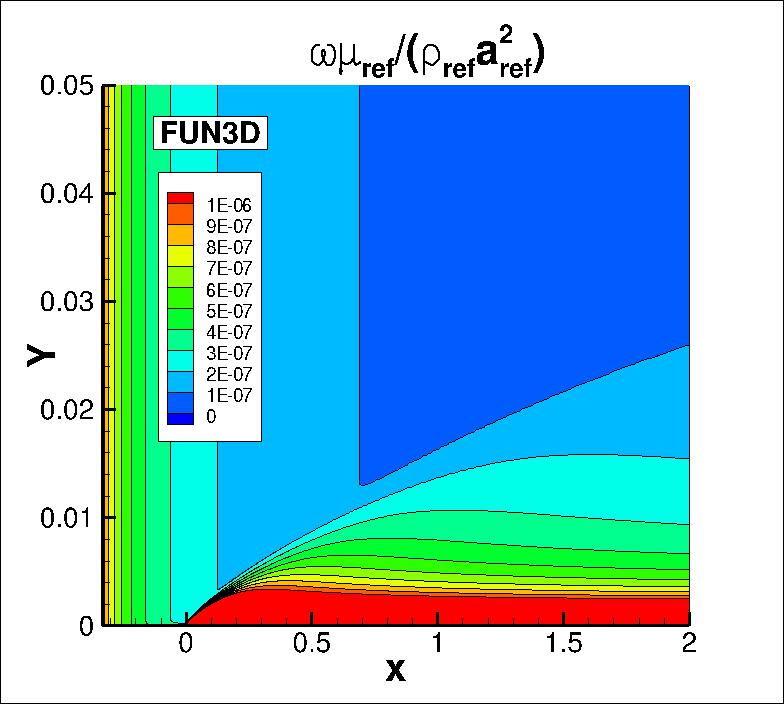 ωμref/(ρrefa²ref)
0.05
FUN3D
1E-06
9E-07
8E-07
7E-07
6E-07
5E-07
4E-07
3E-07
2E-07
1E-07
0
0.04
0.03
Y
0.02
0.01
0
0 0.5 1 1.5 2
X